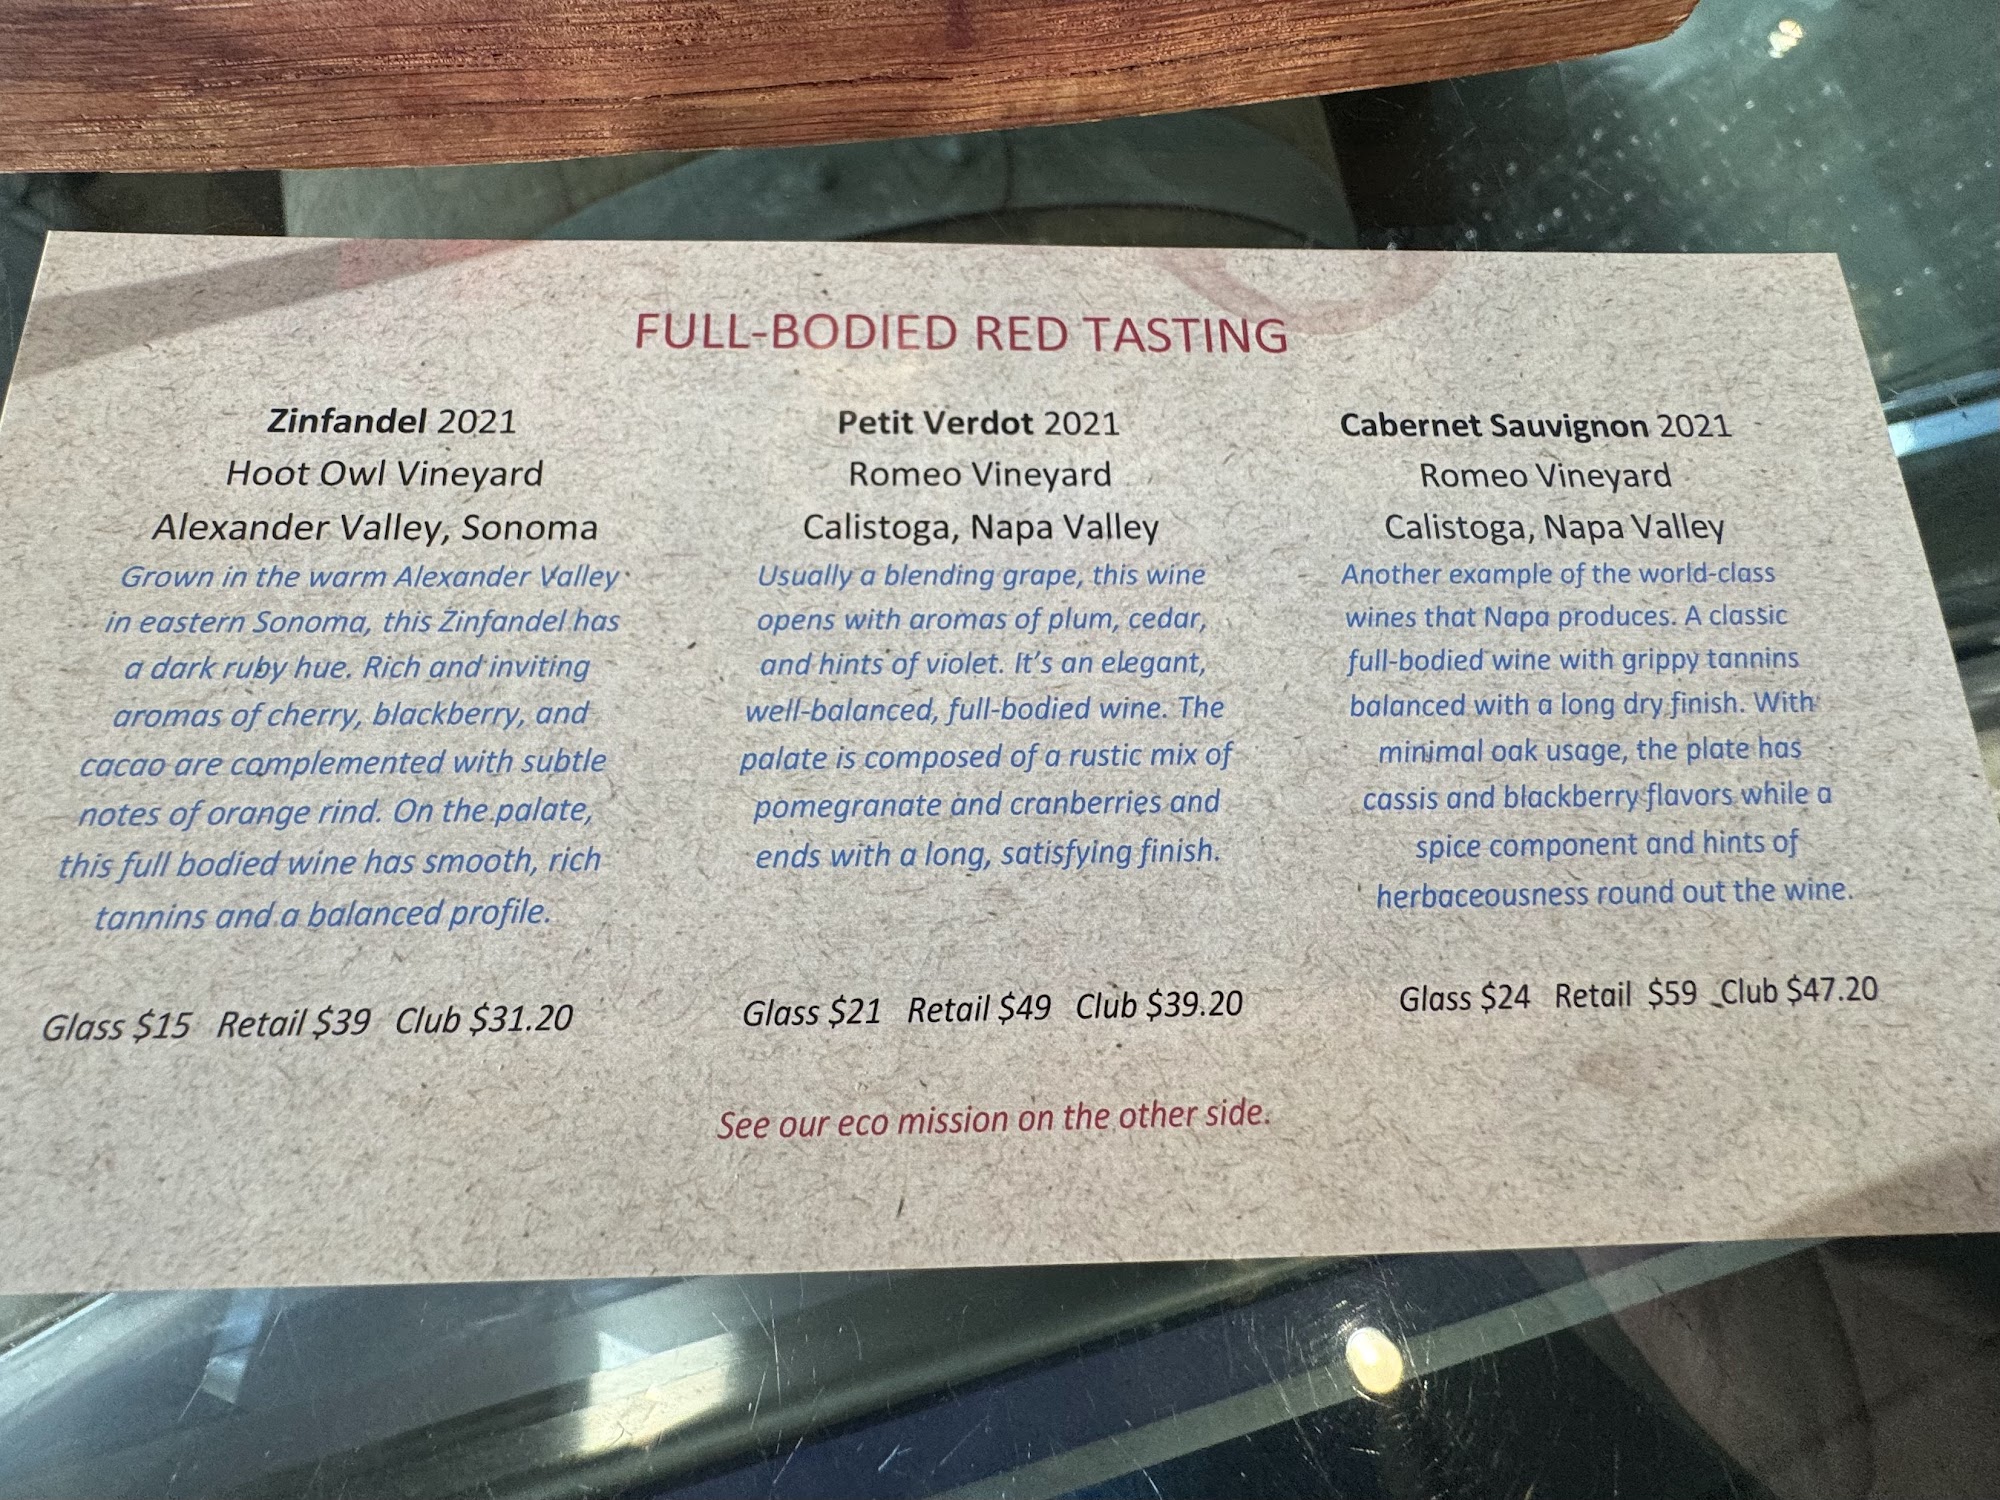 FULL-BODIED RED TASTING
Zinfandel 2021
Hoot Owl Vineyard
Alexander Valley, Sonoma
Grown in the warm Alexander Valley
in eastern Sonoma, this Zinfandel has
a dark ruby hue. Rich and inviting
aromas of cherry, blackberry, and
cacao are complemented with subtle
notes of orange rind. On the palate,
this full bodied wine has smooth, rich
tannins and a balanced profile.
Glass $15 Retail $39 Club $31.20
Petit Verdot 2021
Romeo Vineyard
Calistoga, Napa Valley
Usually a blending grape, this wine
opens with aromas of plum, cedar,
and hints of violet. It's an elegant,
well-balanced, full-bodied wine. The
palate is composed of a rustic mix of
pomegranate and cranberries and
ends with a long, satisfying finish.
Glass $21 Retail $49 Club $39.20
Cabernet Sauvignon 2021
Romeo Vineyard
Calistoga, Napa Valley
Another example of the world-class
wines that Napa produces. A classic
full-bodied wine with grippy tannins
balanced with a long dry finish. With
minimal oak usage, the plate has
cassis and blackberry flavors while a
spice component and hints of
herbaceousness round out the wine.
Glass $24 Retail $59 Club $47.20
See our eco mission on the other side.